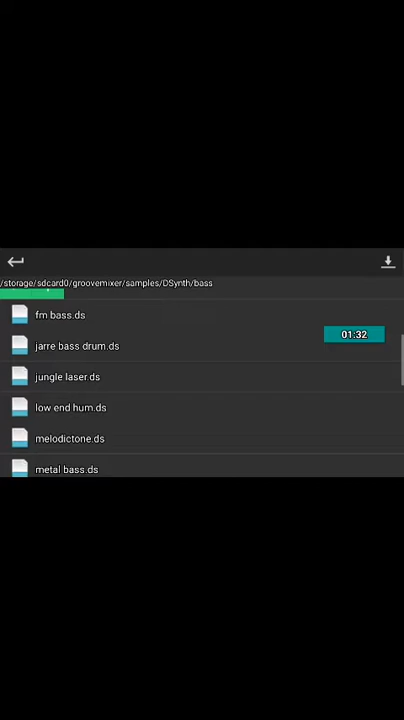 /storage/sdcard0/groovemixer/samples/DSynth/bass
fm bass.ds
01:32
jarre bass drum.ds
jungle laser.ds
low end hum.ds
melodictone.ds
metal bass.ds